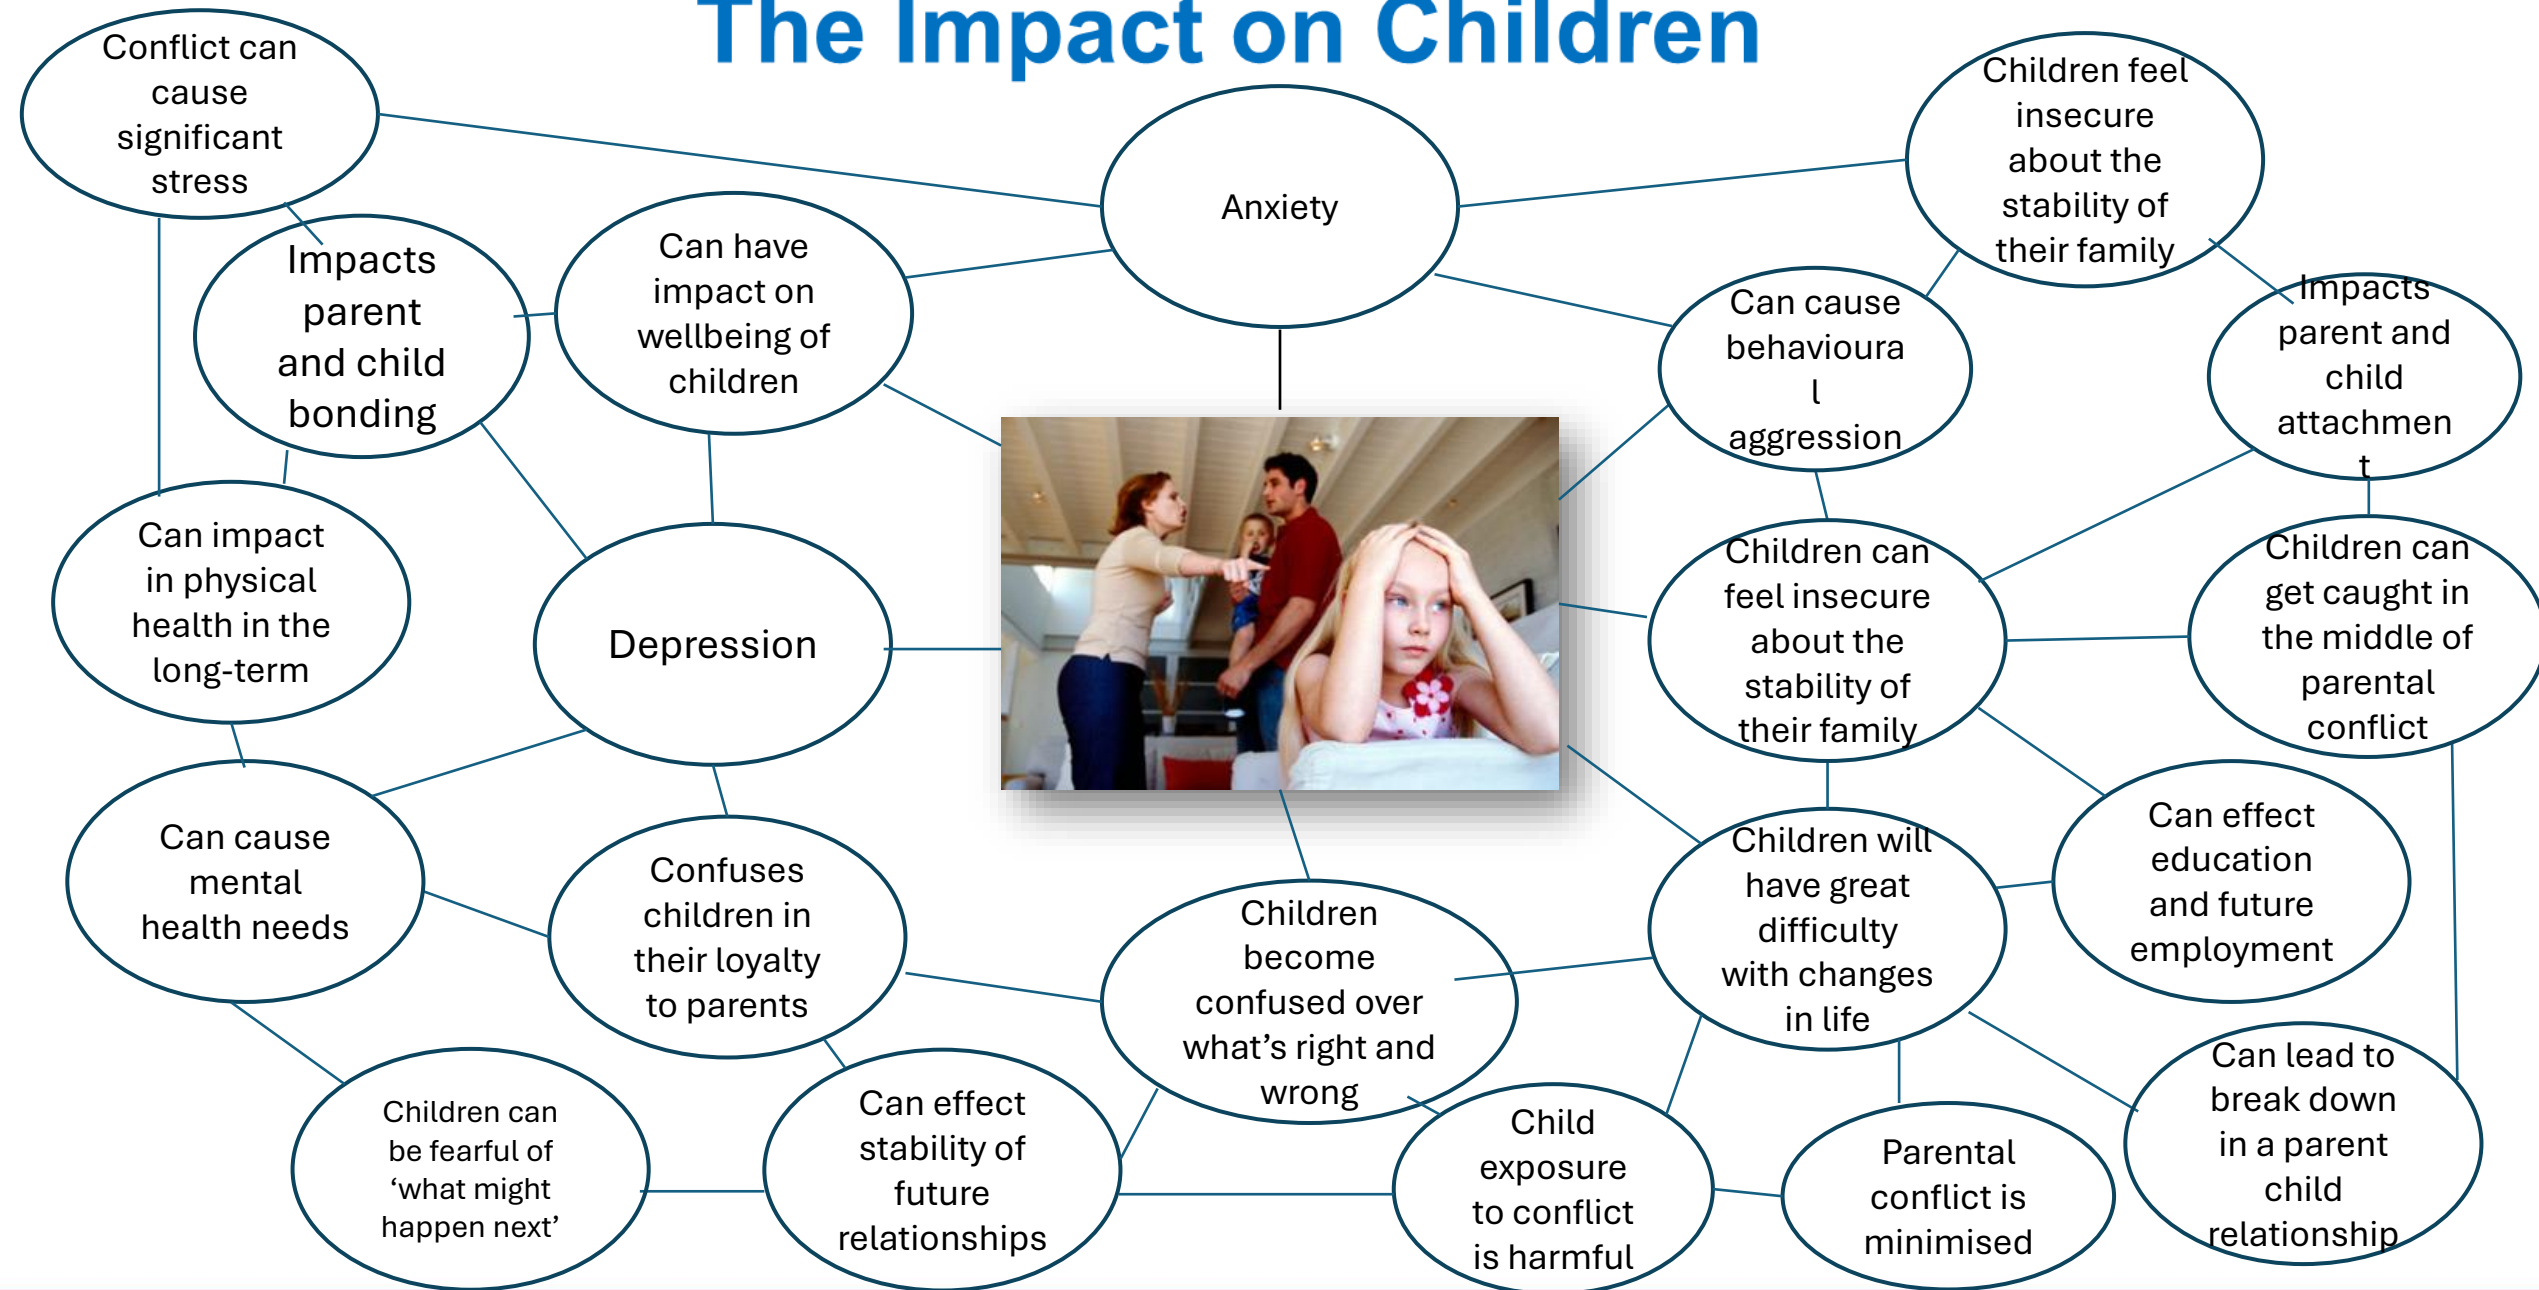 The Impact on Children
Conflict can
cause
significant
stress
Anxiety
Children feel
insecure
about the
stability of
their family
Impacts
parent
and child
bonding
Can have
impact on
wellbeing of
children
Can cause
behavioura
l
aggression
Impacts
parent and
child
attachmen
t
Can impact
in physical
health in the
long-term
Depression
Children can
feel insecure
about the
stability of
their family
Children can
get caught in
the middle of
parental
conflict
Can cause
mental
health needs
Confuses
children in
their loyalty
to parents
Children
become
confused over
what’s right and
wrong
Children will
have great
difficulty
with changes
in life
Can effect
education
and future
employment
Children can
be fearful of
‘what might
happen next’
Can effect
stability of
future
relationships
Child
exposure
to conflict
is harmful
Parental
conflict is
minimised
Can lead to
break down
in a parent
child
relationship